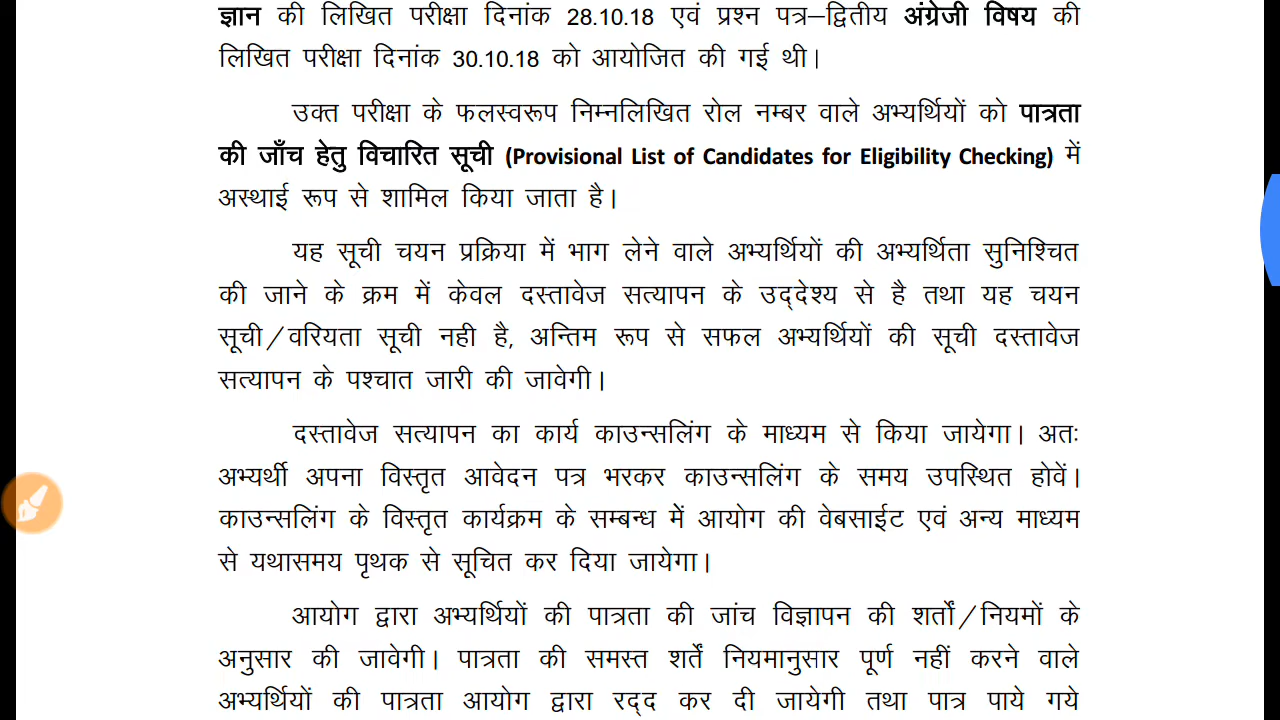 ज्ञान की लिखित परीक्षा दिनांक 28.10.18 एवं प्रश्न पत्र–द्वितीय अंग्रेजी विषय की
लिखित परीक्षा दिनांक 30.10.18 को आयोजित की गई थी।
उक्त परीक्षा के फलस्वरूप निम्नलिखित रोल नम्बर वाले अभ्यर्थियों को पात्रता
की जाँच हेतु विचारित सूची (Provisional List of Candidates for Eligibility Checking) में
अस्थाई रूप से शामिल किया जाता है।
यह सूची चयन प्रक्रिया में भाग लेने वाले अभ्यर्थियों की अभ्यर्थिता सुनिश्चित
की जाने के क्रम में केवल दस्तावेज सत्यापन के उद्देश्य से है तथा यह चयन
सूची/वरियता सूची नही है, अन्तिम रूप से सफल अभ्यर्थियों की सूची दस्तावेज
सत्यापन के पश्चात जारी की जावेगी।
दस्तावेज सत्यापन का कार्य काउन्सलिंग के माध्यम से किया जायेगा। अतः
अभ्यर्थी अपना विस्तृत आवेदन पत्र भरकर काउन्सलिंग के समय उपस्थित होवें।
काउन्सलिंग के विस्तृत कार्यक्रम के सम्बन्ध में आयोग की वेबसाईट एवं अन्य माध्यम
से यथासमय पृथक से सूचित कर दिया जायेगा।
आयोग द्वारा अभ्यर्थियों की पात्रता की जांच विज्ञापन की शर्तों/नियमों के
अनुसार की जावेगी। पात्रता की समस्त शर्तें नियमानुसार पूर्ण नहीं करने वाले
अभ्यर्थियों की पात्रता आयोग द्वारा रद्द कर दी जायेगी तथा पात्र पाये गये